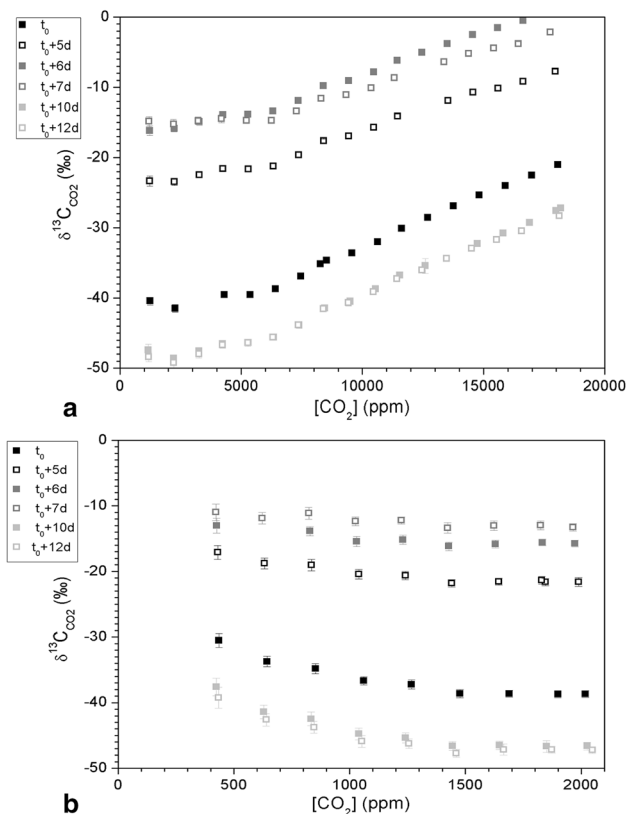 t0
t0+5d
t0+6d
t0+7d
t0+10d
t0+12d
0
-10
-20
-30
-40
-50
δ13CCO2 (‰)
0 5000 10000 15000 20000
[CO2] (ppm)
a
t0
t0+5d
t0+6d
t0+7d
t0+10d
t0+12d
0
-10
-20
-30
-40
-50
δ13CCO2 (‰)
0 500 1000 1500 2000
[CO2] (ppm)
b